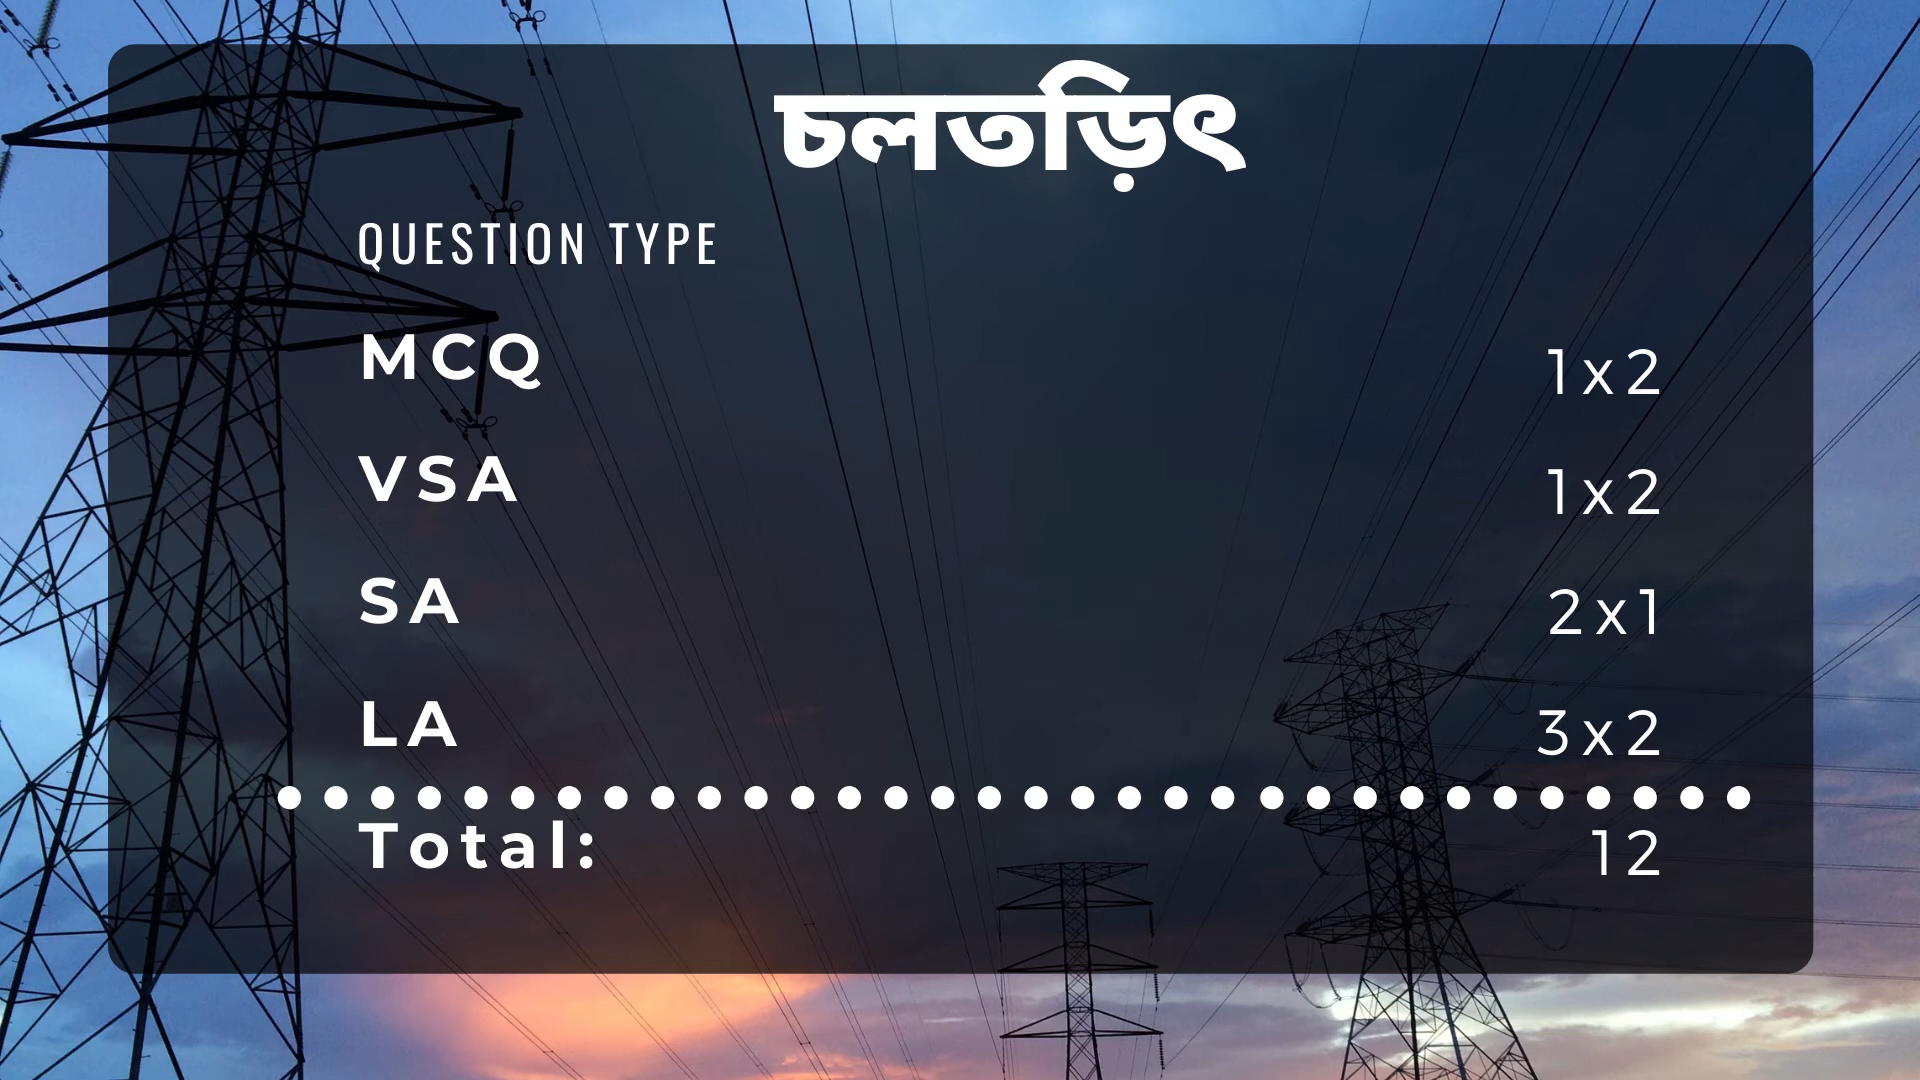 চলতড়িৎ
QUESTION TYPE
MCQ 1x2
VSA 1x2
SA 2x1
LA 3x2
Total: 12